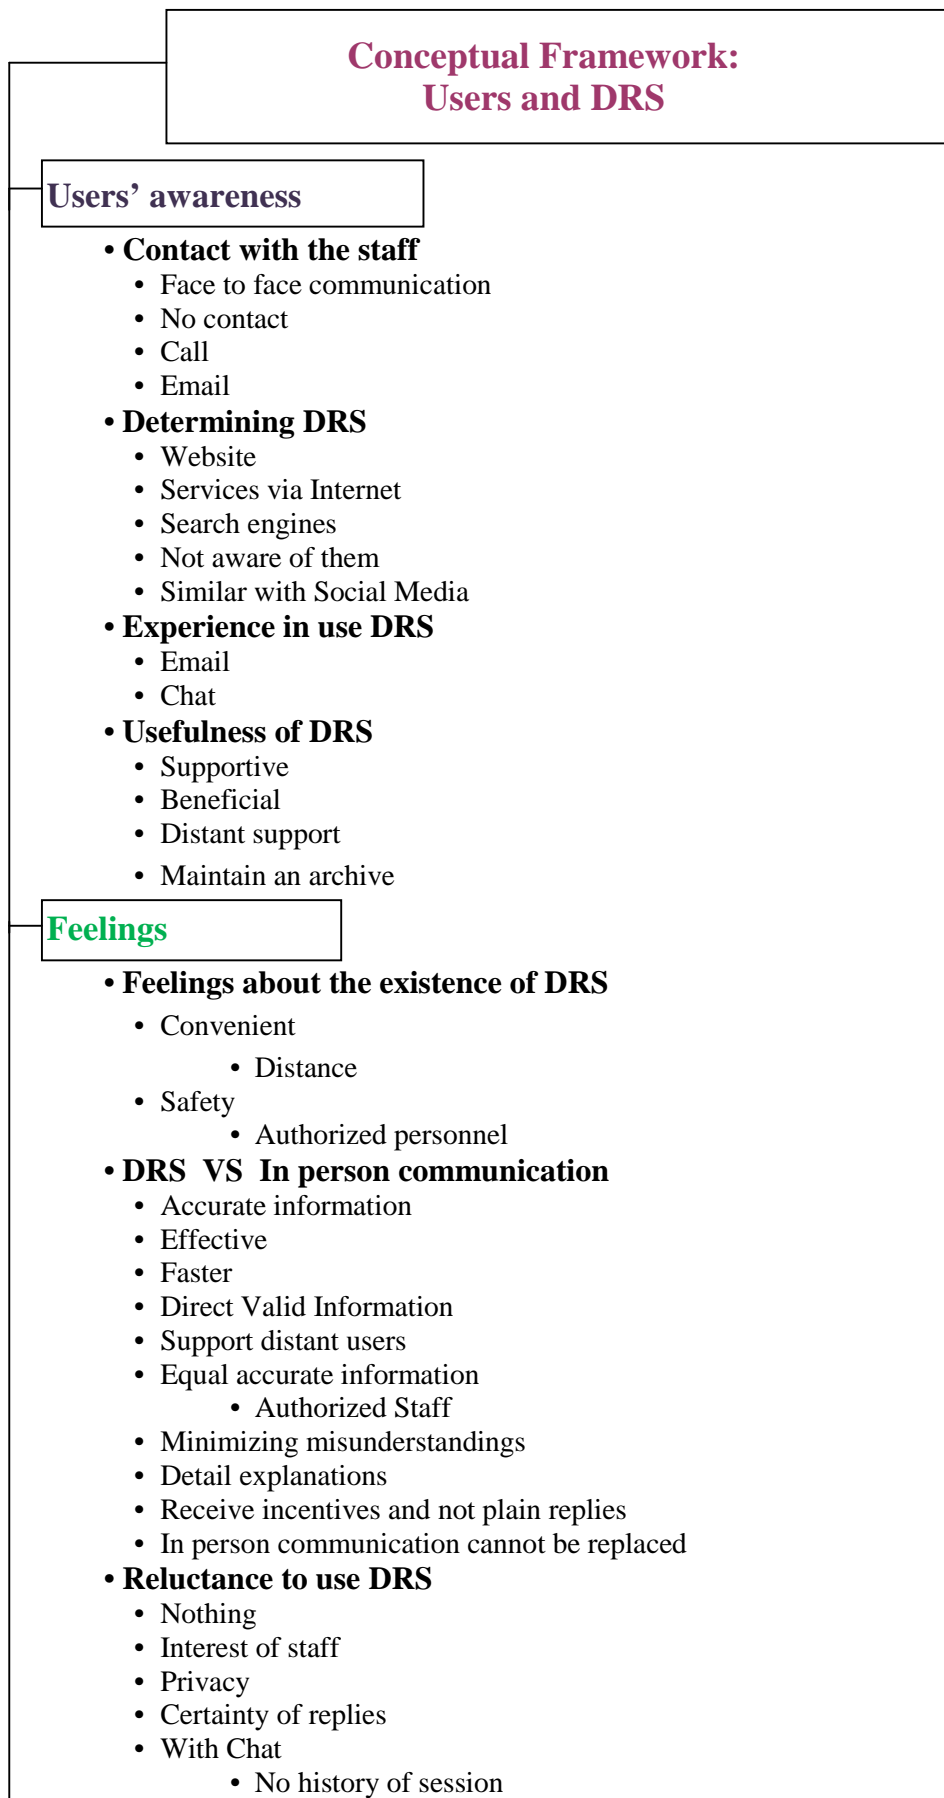 Conceptual Framework:
Users and DRS
Users’ awareness
• Contact with the staff
• Face to face communication
• No contact
• Call
• Email
• Determining DRS
• Website
• Services via Internet
• Search engines
• Not aware of them
• Similar with Social Media
• Experience in use DRS
• Email
• Chat
• Usefulness of DRS
• Supportive
• Beneficial
• Distant support
• Maintain an archive
Feelings
• Feelings about the existence of DRS
• Convenient
• Distance
• Safety
• Authorized personnel
• DRS VS In person communication
• Accurate information
• Effective
• Faster
• Direct Valid Information
• Support distant users
• Equal accurate information
• Authorized Staff
• Minimizing misunderstandings
• Detail explanations
• Receive incentives and not plain replies
• In person communication cannot be replaced
• Reluctance to use DRS
• Nothing
• Interest of staff
• Privacy
• Certainty of replies
• With Chat
• No history of session